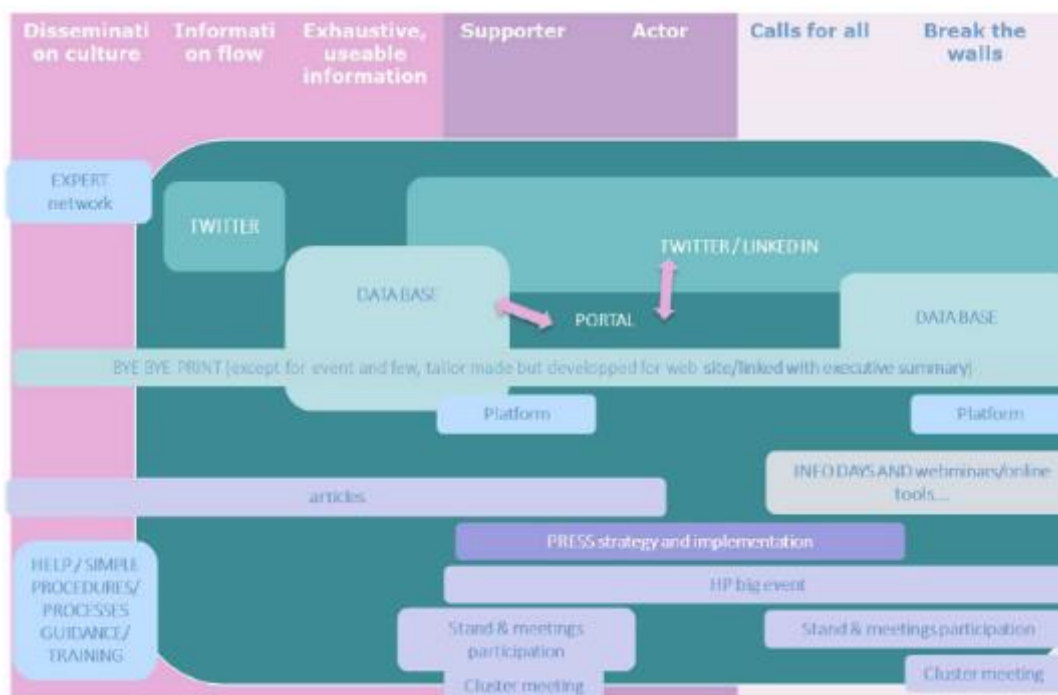 Disseminati
on culture
Informati
on flow
Exhaustive,
useable
information
Supporter
Actor
Calls for all
Break the
walls
EXPERT
network
TWITTER
TWITTER / LINKED IN
DATA BASE
PORTAL
DATA BASE
BYE BYE PRINT (except for event and few, tailor made but developped for web site/linked with executive summary)
Platform
Platform
INFO DAYS AND webminars/online
tools...
articles
PRESS strategy and implementation
HELP / SIMPLE
PROCEDURES/
PROCESSES
GUIDANCE/
TRAINING
HP big event
Stand & meetings
participation
Stand & meetings participation
Cluster meeting
Cluster meeting